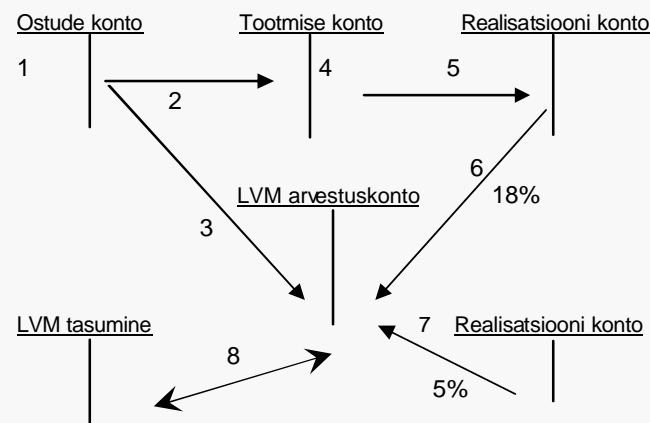 Ostude konto
Tootmise konto
Realisatsiooni konto
1
4
5
2
6
LVM arvestuskonto
18%
3
LVM tasumine
7
Realisatsiooni konto
8
5%